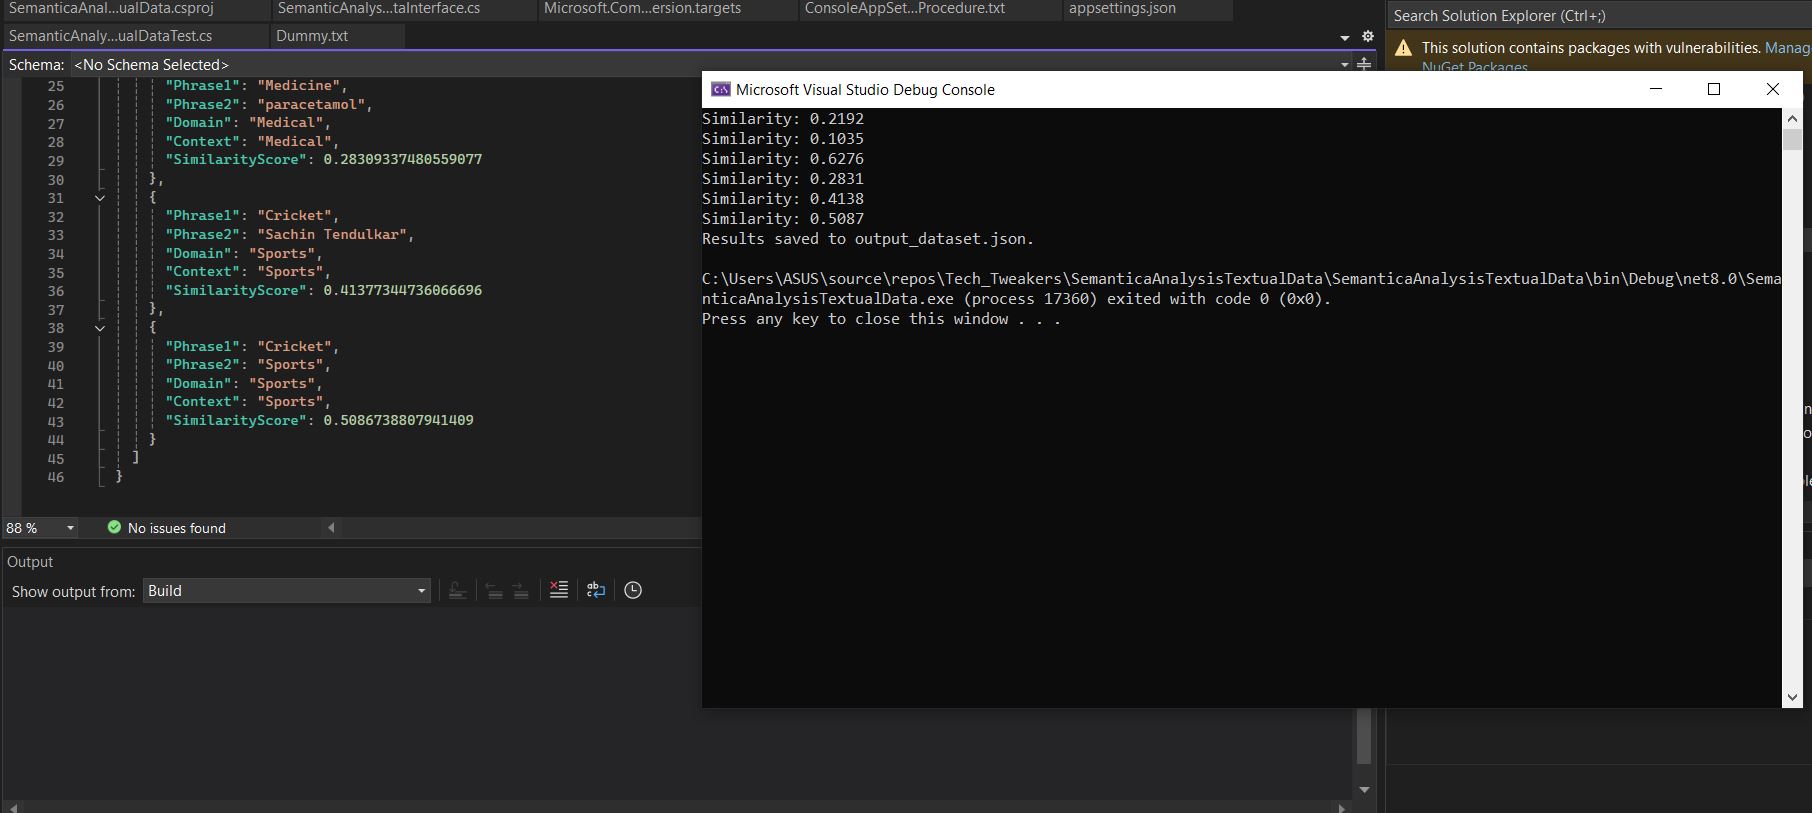 SemanticaAnal...ualData.csproj
SemanticAnalys...taInterface.cs
Microsoft.Com...ersion.targets
ConsoleAppSet...Procedure.txt
appsettings.json
SemanticAnaly...ualDataTest.cs
Dummy.txt
Schema: <No Schema Selected>
25 "Phrase1": "Medicine",
26 "Phrase2": "paracetamol",
27 "Domain": "Medical",
28 "Context": "Medical",
29 "SimilarityScore": 0.28309337480559077
30 },
31 {
32 "Phrase1": "Cricket",
33 "Phrase2": "Sachin Tendulkar",
34 "Domain": "Sports",
35 "Context": "Sports",
36 "SimilarityScore": 0.41377344736066696
37 },
38 {
39 "Phrase1": "Cricket",
40 "Phrase2": "Sports",
41 "Domain": "Sports",
42 "Context": "Sports",
43 "SimilarityScore": 0.5086738807941409
44 }
45 ]
46 }
88 %
No issues found
Output
Show output from: Build
Search Solution Explorer (Ctrl+;)
This solution contains packages with vulnerabilities. Manag
NuGet Packages
Microsoft Visual Studio Debug Console
Similarity: 0.2192
Similarity: 0.1035
Similarity: 0.6276
Similarity: 0.2831
Similarity: 0.4138
Similarity: 0.5087
Results saved to output_dataset.json.
C:\Users\ASUS\source\repos\Tech_Tweakers\SemanticaAnalysisTextualData\SemanticaAnalysisTextualData\bin\Debug\net8.0\Sema
nticaAnalysisTextualData.exe (process 17360) exited with code 0 (0x0).
Press any key to close this window . . .